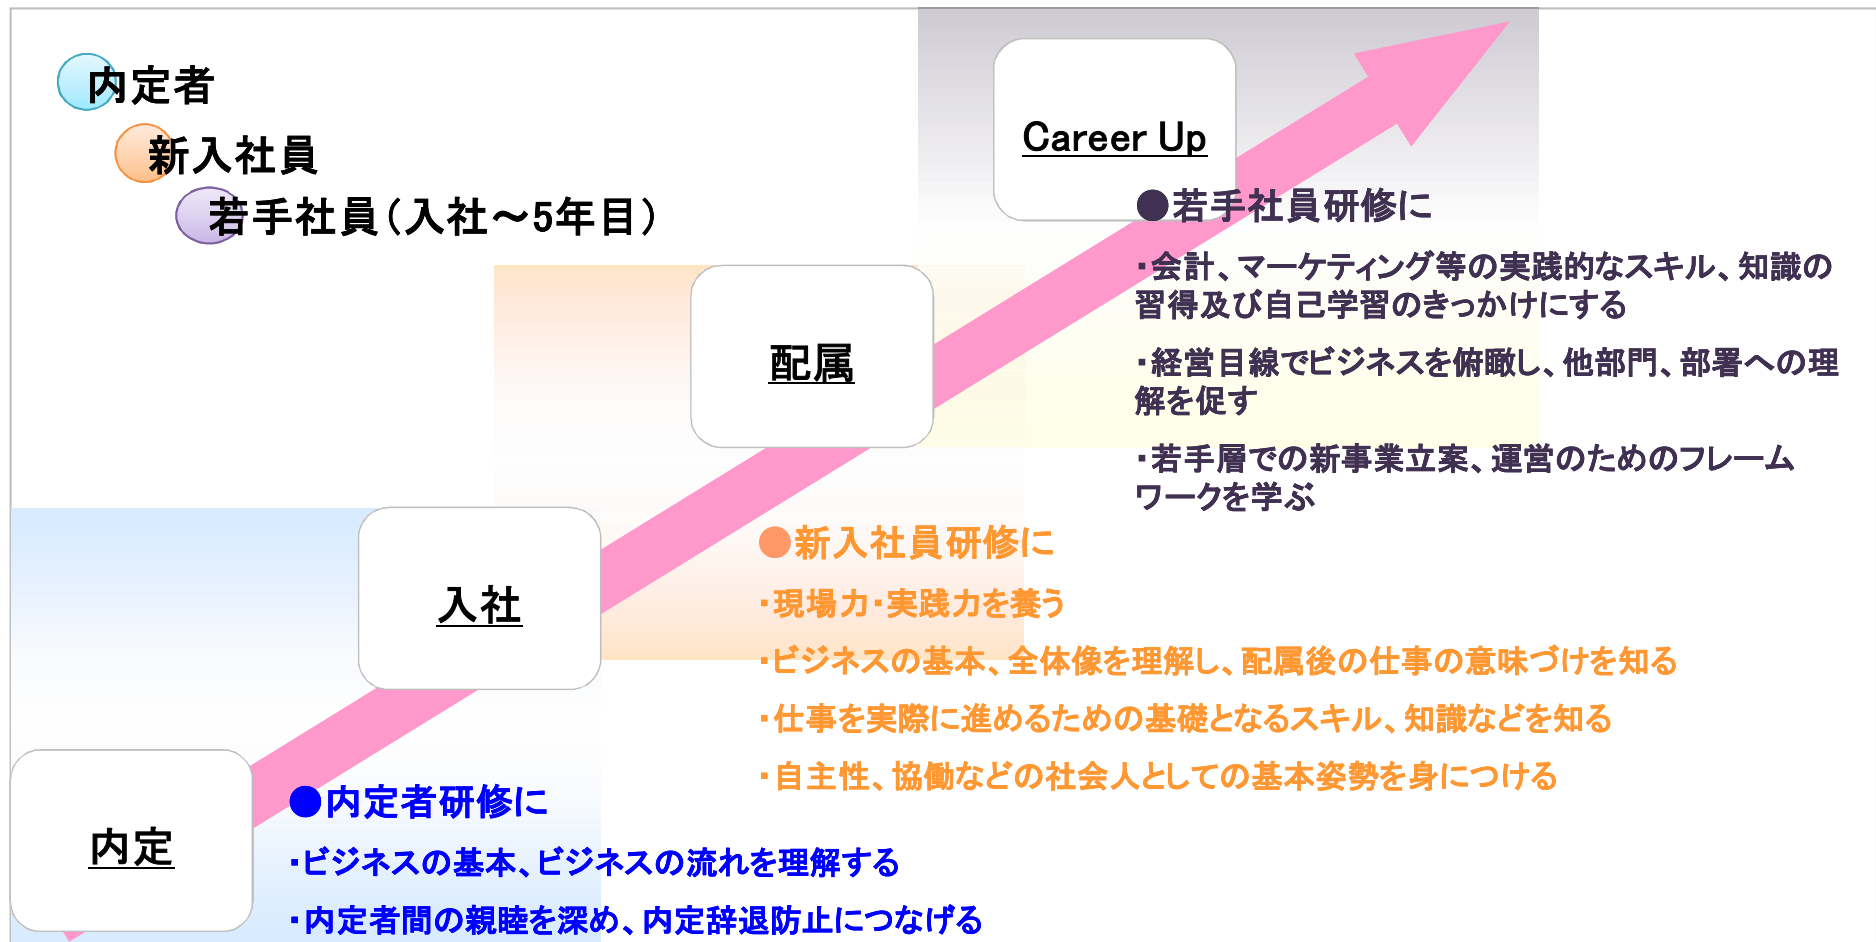 内定者
新入社員
若手社員（入社～5年目）
Career Up
●若手社員研修に
・会計、マーケティング等の実践的なスキル、知識の
習得及び自己学習のきっかけにする
・経営目線でビジネスを俯瞰し、他部門、部署への理
解を促す
・若手層での新事業立案、運営のためのフレーム
ワークを学ぶ
配属
●新入社員研修に
・現場力・実践力を養う
・ビジネスの基本、全体像を理解し、配属後の仕事の意味づけを知る
・仕事を実際に進めるための基礎となるスキル、知識などを知る
・自主性、協働などの社会人としての基本姿勢を身につける
入社
●内定者研修に
・ビジネスの基本、ビジネスの流れを理解する
・内定者間の親睦を深め、内定辞退防止につなげる
内定